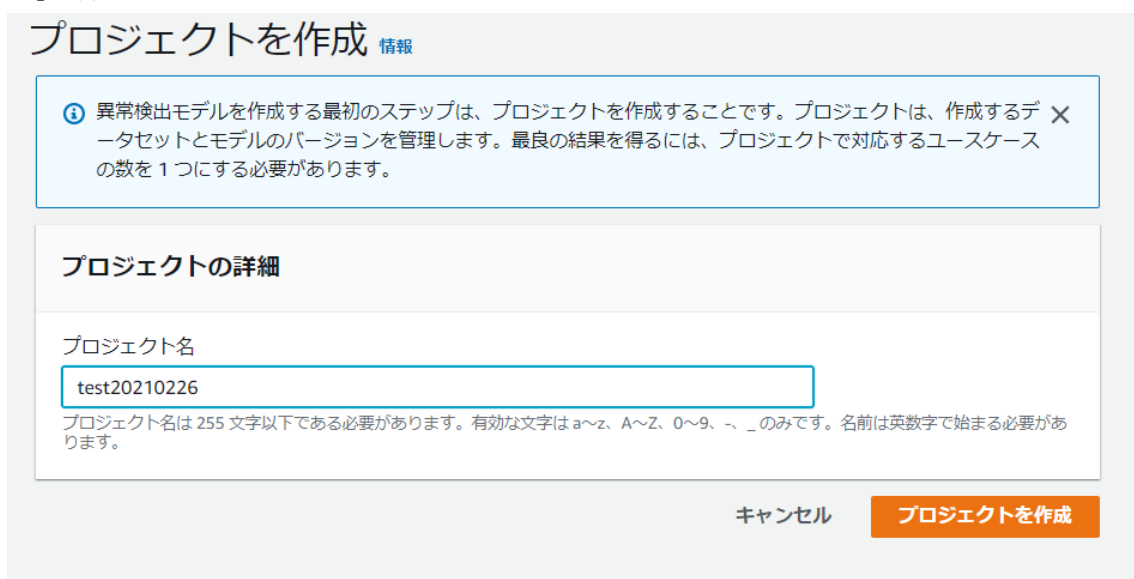 プロジェクトを作成 情報
異常検出モデルを作成する最初のステップは、プロジェクトを作成することです。プロジェクトは、作成するデ
ータセットとモデルのバージョンを管理します。最良の結果を得るには、プロジェクトで対応するユースケース
の数を 1 つにする必要があります。
プロジェクトの詳細
プロジェクト名
test20210226
プロジェクト名は 255 文字以下である必要があります。有効な文字は a～z、A～Z、0～9、-、_ のみです。名前は英数字で始まる必要があ
ります。
キャンセル プロジェクトを作成